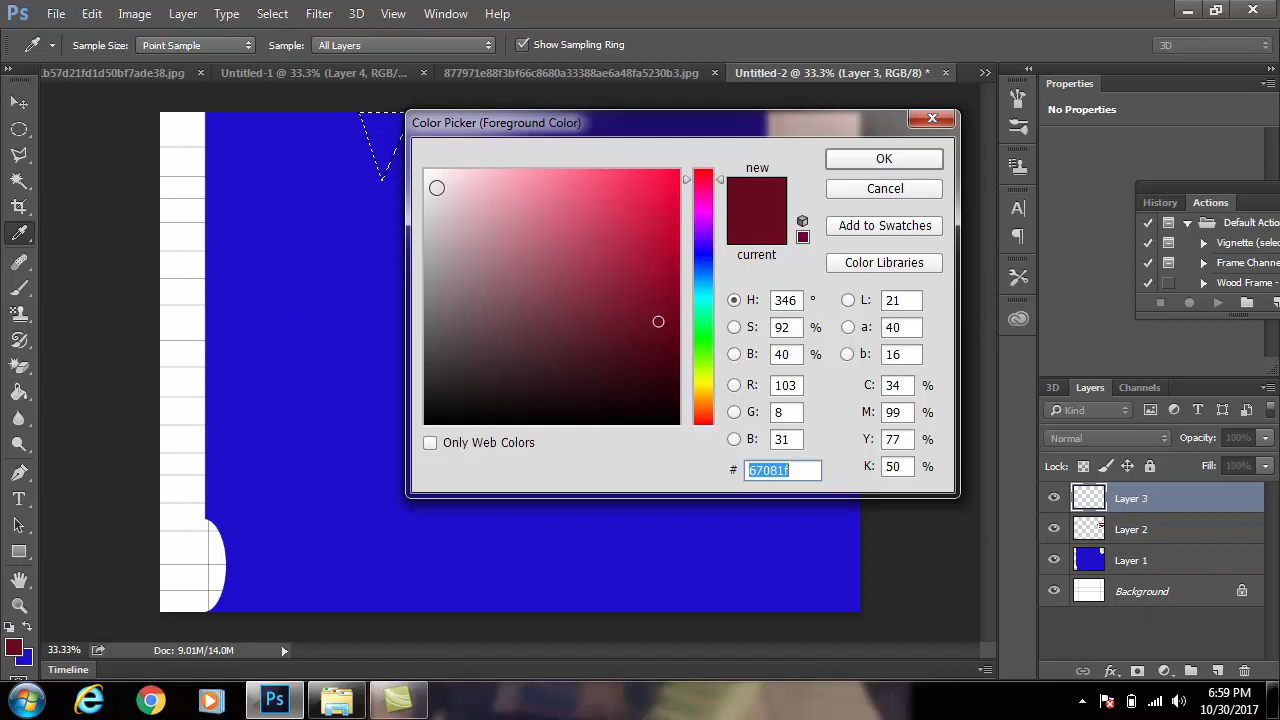 Ps File Edit Image Layer Type Select Filter 3D View Window Help
Sample Size: Point Sample Sample: All Layers Show Sampling Ring 3D
.b57d21fd1d50bf7ade38.jpg × Untitled-1 @ 33.3% (Layer 4, RGB/... × 877971e88f3bf66c8680a33388ae6a48fa5230b3.jpg × Untitled-2 @ 33.3% (Layer 3, RGB/8) * ×
Properties
No Properties
Color Picker (Foreground Color)
new
current
OK
Cancel
Add to Swatches
Color Libraries
H: 346 ° L: 21
S: 92 % a: 40
B: 40 % b: 16
R: 103 C: 34 %
G: 8 M: 99 %
B: 31 Y: 77 %
# 67081f K: 50 %
Only Web Colors
History Actions
Default Actio
Vignette (selec
Frame Channe
Wood Frame -
3D Layers Channels
Kind
Normal Opacity: 100%
Lock: Fill: 100%
Layer 3
Layer 2
Layer 1
Background
33.33% Doc: 9.01M/14.0M
Timeline
Ps
6:59 PM
10/30/2017